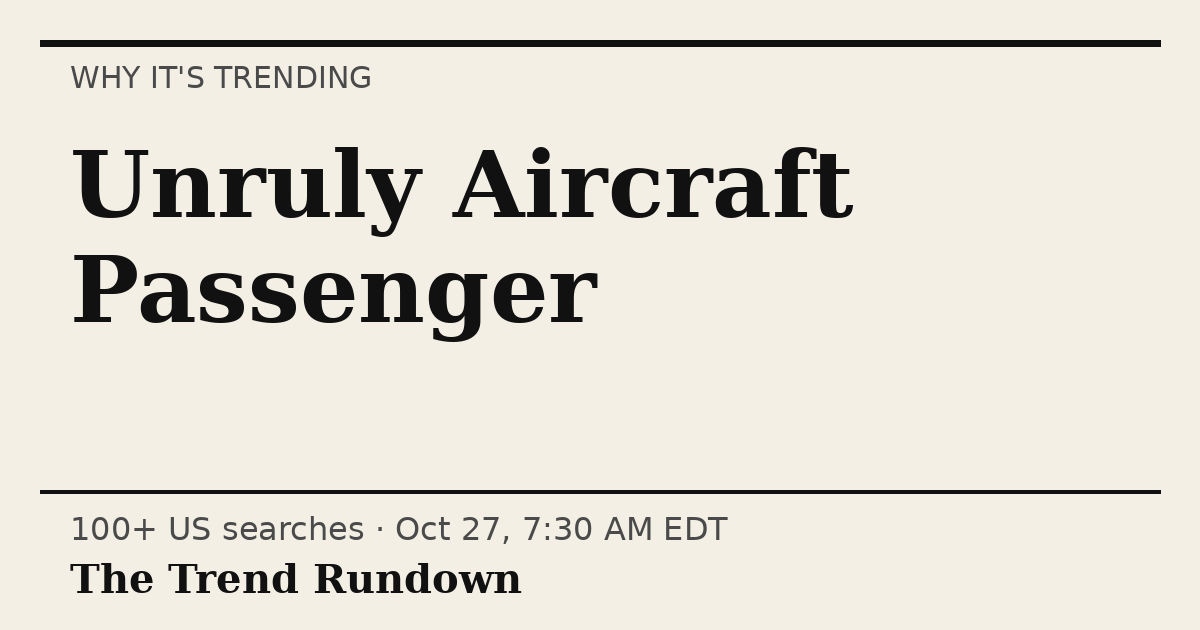 WHY IT'S TRENDING
Unruly Aircraft
Passenger
100+ US searches · Oct 27, 7:30 AM EDT
The Trend Rundown